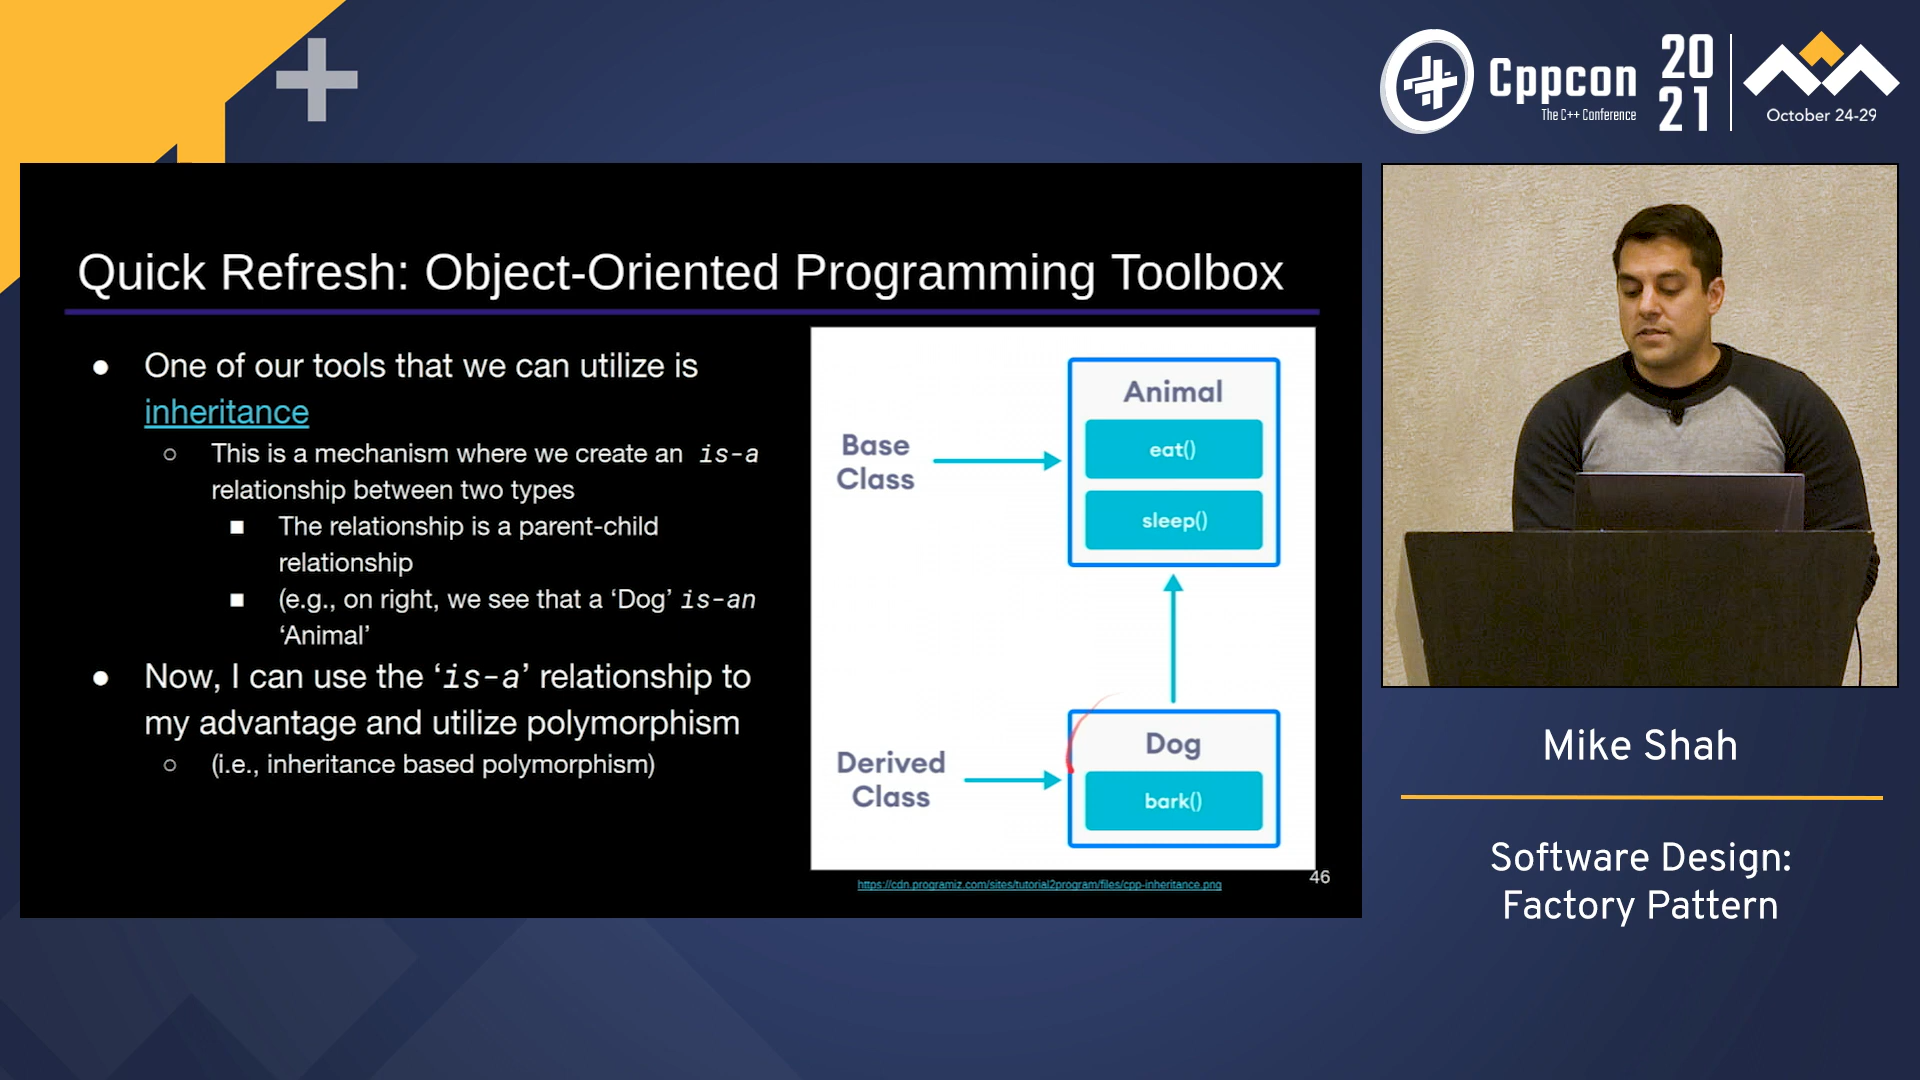 Cppcon
The C++ Conference
20
21
October 24-29
Quick Refresh: Object-Oriented Programming Toolbox
● One of our tools that we can utilize is
inheritance
○ This is a mechanism where we create an is-a
relationship between two types
■ The relationship is a parent-child
relationship
■ (e.g., on right, we see that a ‘Dog’ is-an
‘Animal’
● Now, I can use the ‘is-a’ relationship to
my advantage and utilize polymorphism
○ (i.e., inheritance based polymorphism)
Base
Class
Animal
eat()
sleep()
Derived
Class
Dog
bark()
https://cdn.programiz.com/sites/tutorial2program/files/cpp-inheritance.png
46
Mike Shah
Software Design:
Factory Pattern